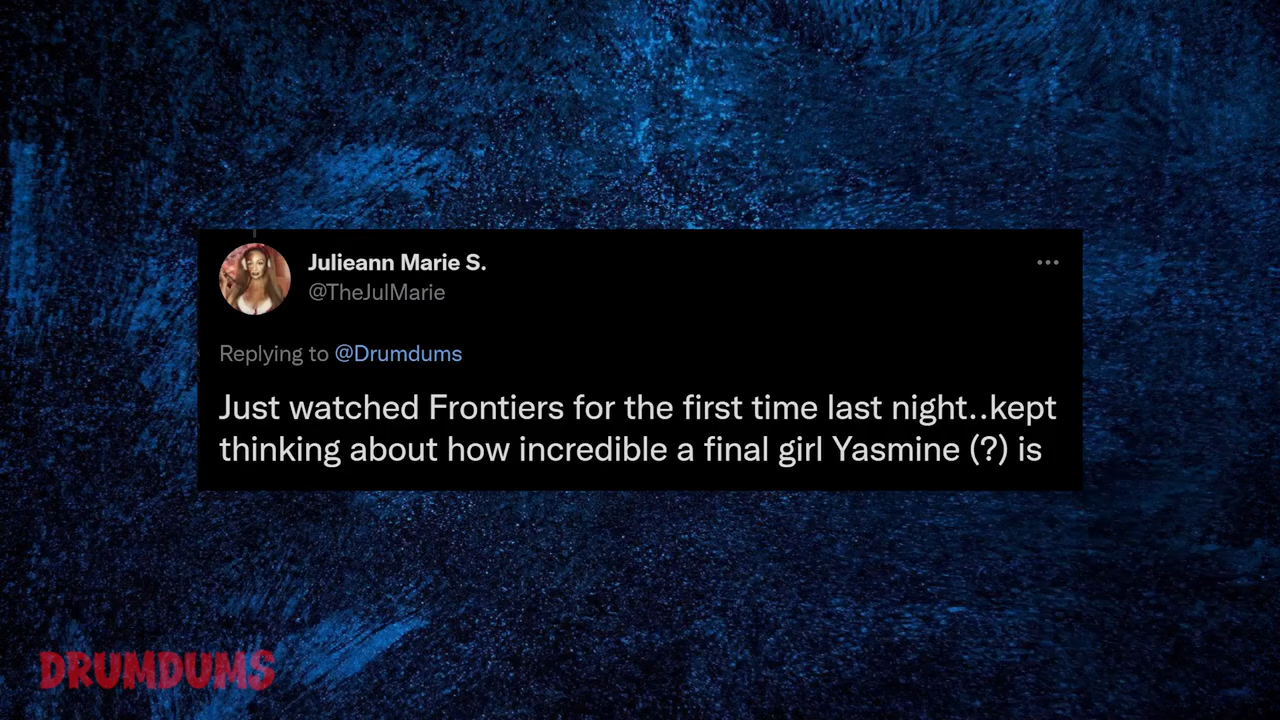 Julieann Marie S.
@TheJulMarie
Replying to @Drumdums
Just watched Frontiers for the first time last night..kept
thinking about how incredible a final girl Yasmine (?) is
DRUMDUMS